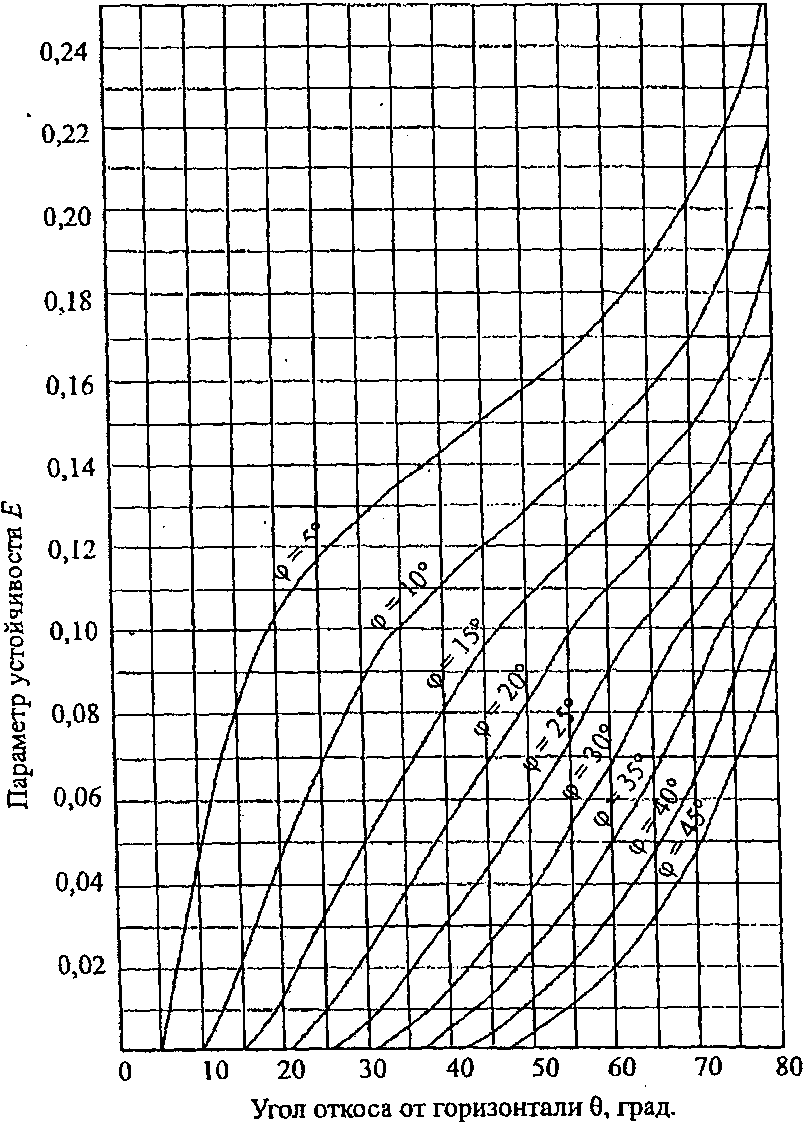 Параметр устойчивости E
0,24
0,22
0,20
0,18
0,16
0,14
0,12
0,10
0,08
0,06
0,04
0,02
φ = 5°
φ = 10°
φ = 15°
φ = 20°
φ = 25°
φ = 30°
φ = 35°
φ = 40°
φ = 45°
0 10 20 30 40 50 60 70 80
Угол откоса от горизонтали θ, град.